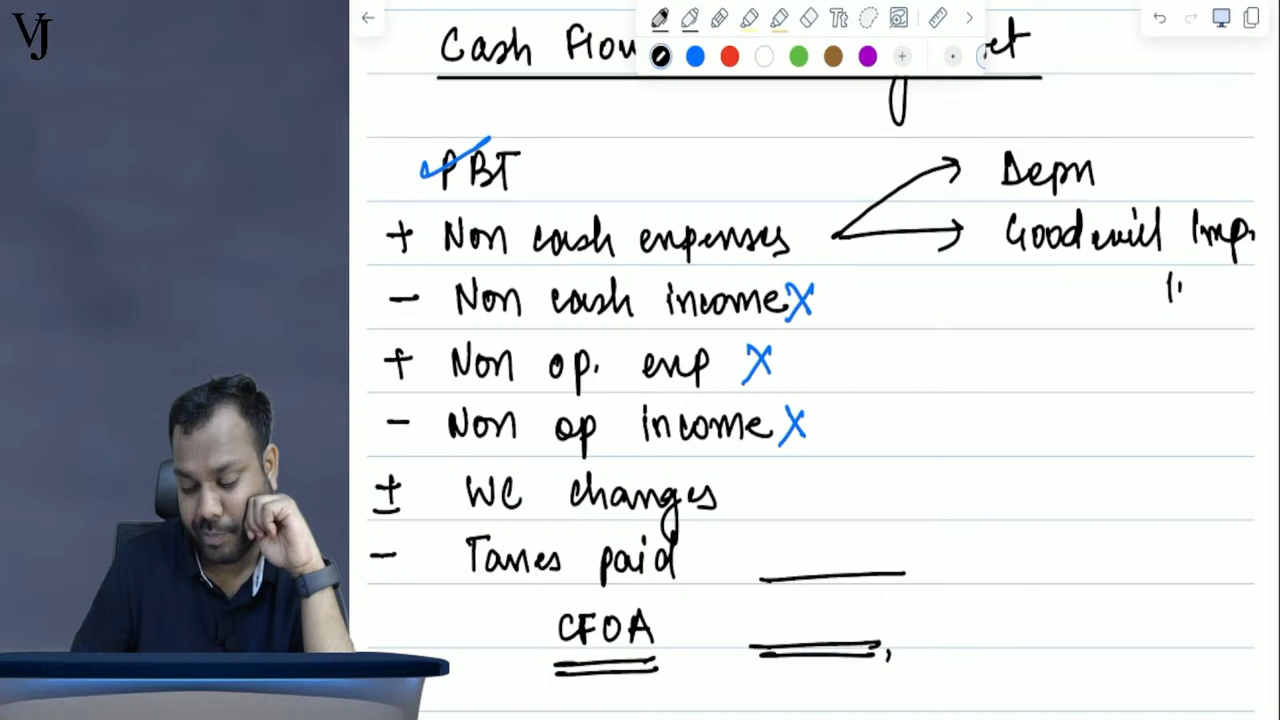 VJ
Cash Flow
PBT
+ Non cash expenses
Depn
Goodwill Imp.
- Non cash income X
+ Non op. exp X
- Non op income X
± WC changes
- Taxes paid
CFOA
Tt